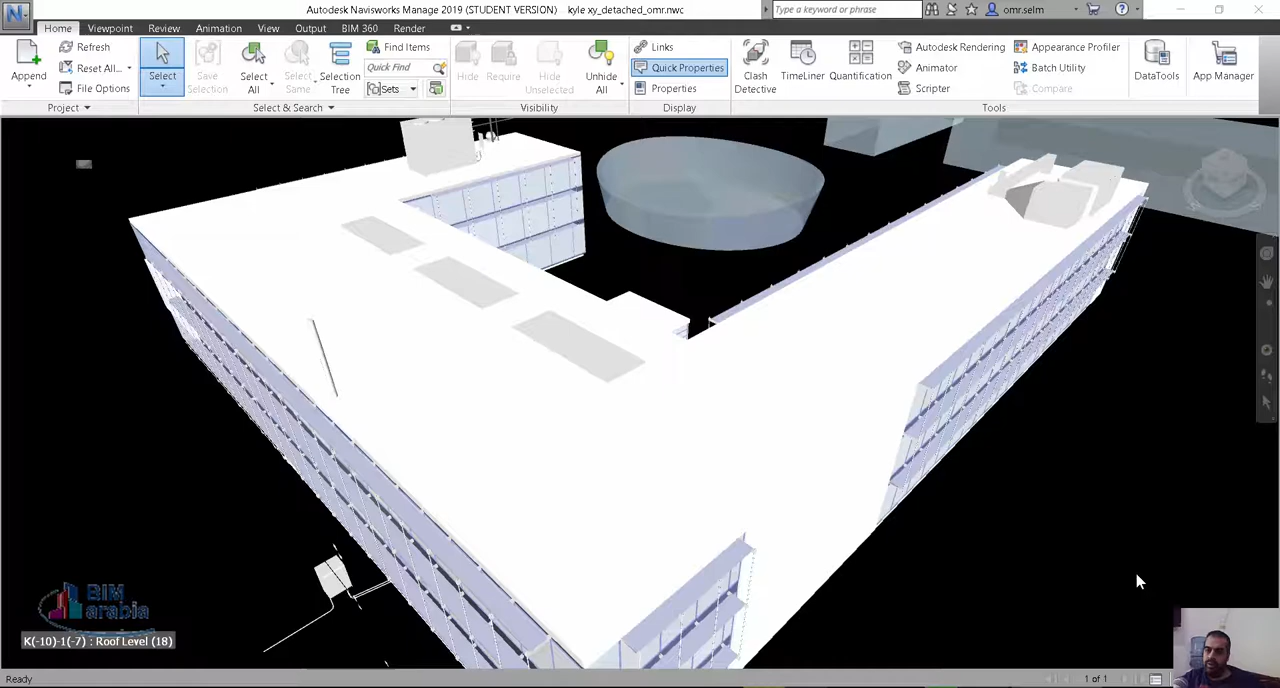 Autodesk Navisworks Manage 2019 (STUDENT VERSION) kyle xy_detached_omr.nwc
Type a keyword or phrase
omr.selm
Home Viewpoint Review View Animation Output BIM 360 Render
Append
Refresh
Reset All...
File Options
Project
Select
Save Selection
Select All
Select Same
Selection Tree
Find Items
Quick Find
Sets
Select & Search
Hide
Require
Hide Unselected
Unhide All
Visibility
Links
Quick Properties
Properties
Display
Clash Detective
TimeLiner
Quantification
Autodesk Rendering
Animator
Scripter
Appearance Profiler
Batch Utility
Compare
Tools
DataTools
App Manager
BIM
arabia
K(-10)-1(-7) : Roof Level (18)
Ready
1 of 1